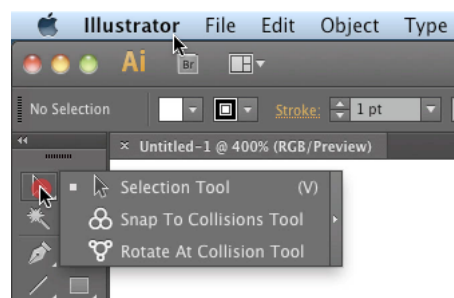 Illustrator File Edit Object Type
Ai Br
No Selection Stroke: 1 pt
× Untitled-1 @ 400% (RGB/Preview)
Selection Tool (V)
Snap To Collisions Tool
Rotate At Collision Tool